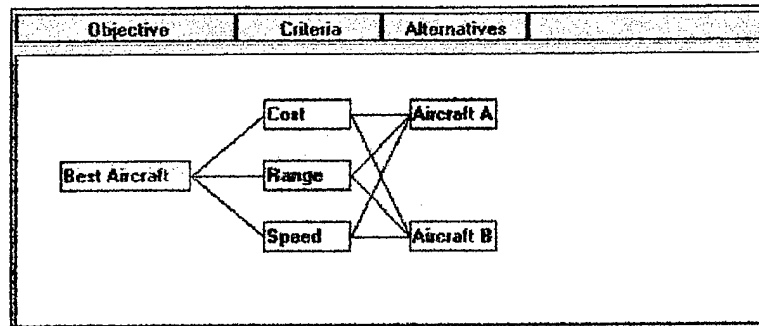 Objective Criteria Alternatives
Cost Aircraft A
Best Aircraft Range
Speed Aircraft B